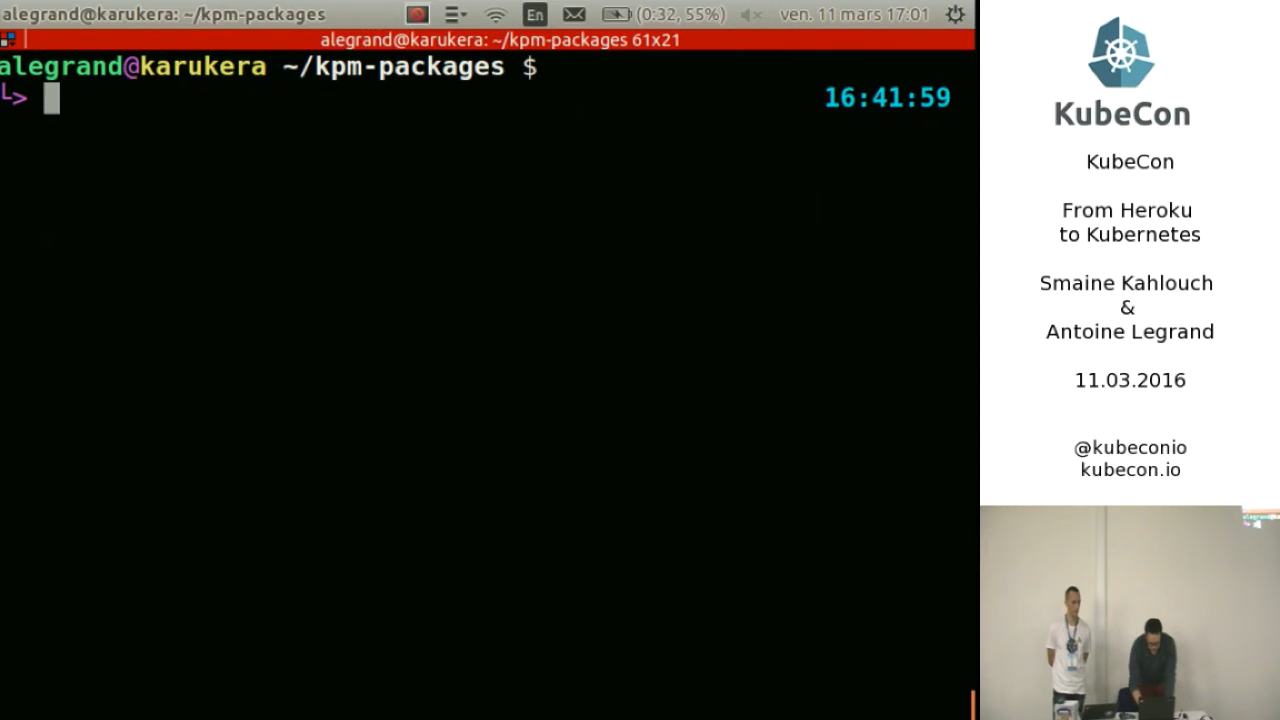 alegrand@karukera: ~/kpm-packages
En
(0:32, 55%)
ven. 11 mars 17:01
alegrand@karukera: ~/kpm-packages 61x21
alegrand@karukera ~/kpm-packages $
└> 16:41:59
KubeCon
KubeCon
From Heroku
to Kubernetes
Smaine Kahlouch
&
Antoine Legrand
11.03.2016
@kubeconio
kubecon.io